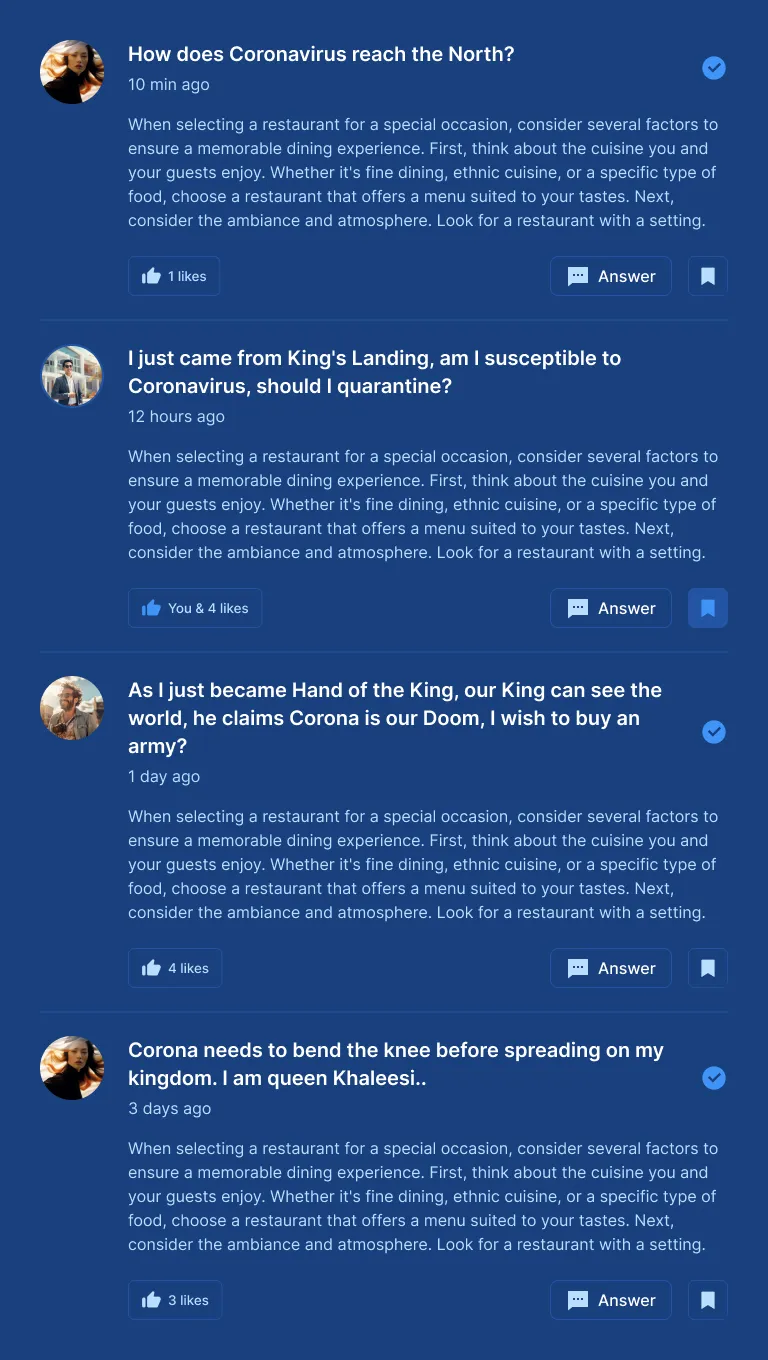 How does Coronavirus reach the North?
10 min ago
When selecting a restaurant for a special occasion, consider several factors to
ensure a memorable dining experience. First, think about the cuisine you and
your guests enjoy. Whether it's fine dining, ethnic cuisine, or a specific type of
food, choose a restaurant that offers a menu suited to your tastes. Next,
consider the ambiance and atmosphere. Look for a restaurant with a setting.
1 likes
Answer
I just came from King's Landing, am I susceptible to
Coronavirus, should I quarantine?
12 hours ago
When selecting a restaurant for a special occasion, consider several factors to
ensure a memorable dining experience. First, think about the cuisine you and
your guests enjoy. Whether it's fine dining, ethnic cuisine, or a specific type of
food, choose a restaurant that offers a menu suited to your tastes. Next,
consider the ambiance and atmosphere. Look for a restaurant with a setting.
You & 4 likes
Answer
As I just became Hand of the King, our King can see the
world, he claims Corona is our Doom, I wish to buy an
army?
1 day ago
When selecting a restaurant for a special occasion, consider several factors to
ensure a memorable dining experience. First, think about the cuisine you and
your guests enjoy. Whether it's fine dining, ethnic cuisine, or a specific type of
food, choose a restaurant that offers a menu suited to your tastes. Next,
consider the ambiance and atmosphere. Look for a restaurant with a setting.
4 likes
Answer
Corona needs to bend the knee before spreading on my
kingdom. I am queen Khaleesi..
3 days ago
When selecting a restaurant for a special occasion, consider several factors to
ensure a memorable dining experience. First, think about the cuisine you and
your guests enjoy. Whether it's fine dining, ethnic cuisine, or a specific type of
food, choose a restaurant that offers a menu suited to your tastes. Next,
consider the ambiance and atmosphere. Look for a restaurant with a setting.
3 likes
Answer